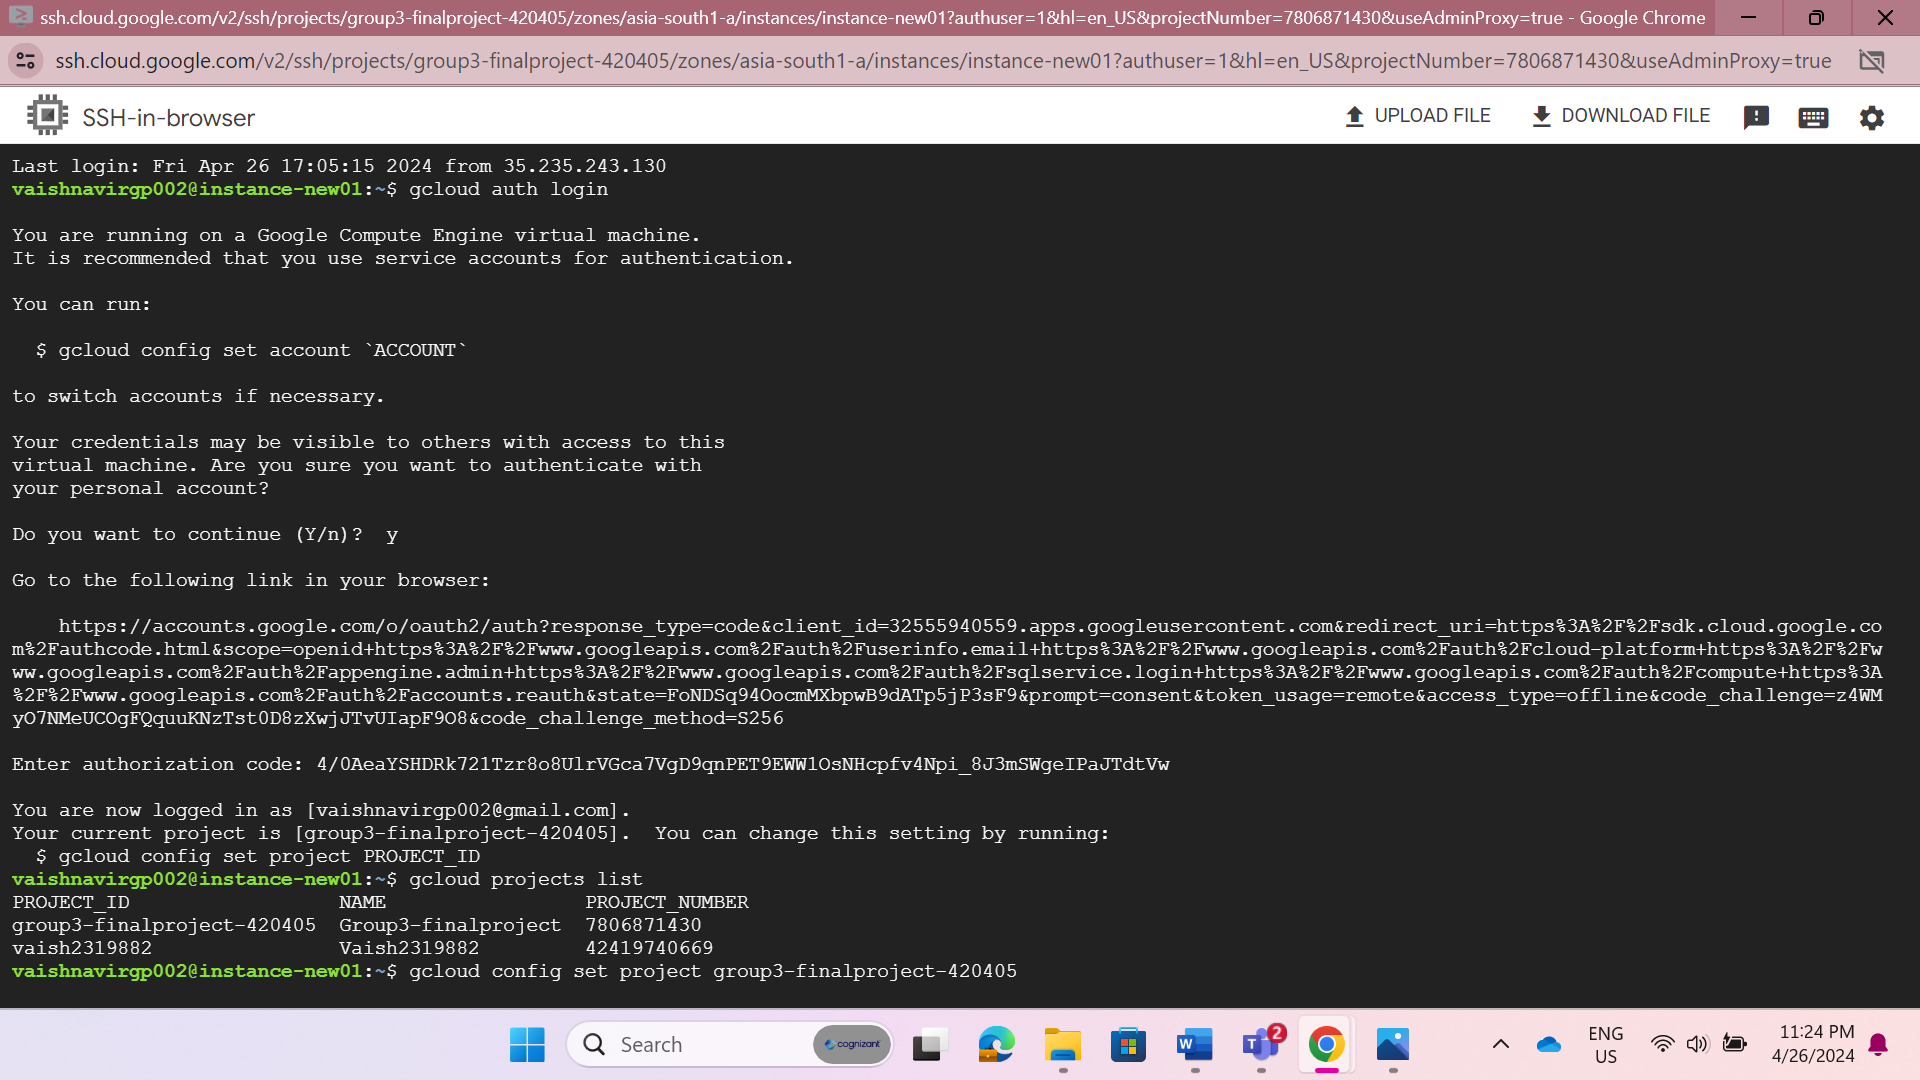 ssh.cloud.google.com/v2/ssh/projects/group3-finalproject-420405/zones/asia-south1-a/instances/instance-new01?authuser=1&hl=en_US&projectNumber=7806871430&useAdminProxy=true - Google Chrome
ssh.cloud.google.com/v2/ssh/projects/group3-finalproject-420405/zones/asia-south1-a/instances/instance-new01?authuser=1&hl=en_US&projectNumber=7806871430&useAdminProxy=true
SSH-in-browser UPLOAD FILE DOWNLOAD FILE
Last login: Fri Apr 26 17:05:15 2024 from 35.235.243.130
vaishnavirgp002@instance-new01:~$ gcloud auth login
You are running on a Google Compute Engine virtual machine.
It is recommended that you use service accounts for authentication.
You can run:
$ gcloud config set account `ACCOUNT`
to switch accounts if necessary.
Your credentials may be visible to others with access to this
virtual machine. Are you sure you want to authenticate with
your personal account?
Do you want to continue (Y/n)?  y
Go to the following link in your browser:
https://accounts.google.com/o/oauth2/auth?response_type=code&client_id=32555940559.apps.googleusercontent.com&redirect_uri=https%3A%2F%2Fsdk.cloud.google.co
m%2Fauthcode.html&scope=openid+https%3A%2F%2Fwww.googleapis.com%2Fauth%2Fuserinfo.email+https%3A%2F%2Fwww.googleapis.com%2Fauth%2Fcloud-platform+https%3A%2F%2Fw
ww.googleapis.com%2Fauth%2Fappengine.admin+https%3A%2F%2Fwww.googleapis.com%2Fauth%2Fsqlservice.login+https%3A%2F%2Fwww.googleapis.com%2Fauth%2Fcompute+https%3A
%2F%2Fwww.googleapis.com%2Fauth%2Faccounts.reauth&state=FoNDSq94OocmMXbpwB9dATp5jP3sF9&prompt=consent&token_usage=remote&access_type=offline&code_challenge=z4WM
yO7NMeUCOgFQquuKNzTst0D8zXwjJTvUIapF9O8&code_challenge_method=S256
Enter authorization code: 4/0AeaYSHDRk721Tzr8o8UlrVGca7VgD9qnPET9EWW1OsNHcpfv4Npi_8J3mSWgeIPaJTdtVw
You are now logged in as [vaishnavirgp002@gmail.com].
Your current project is [group3-finalproject-420405].  You can change this setting by running:
$ gcloud config set project PROJECT_ID
vaishnavirgp002@instance-new01:~$ gcloud projects list
PROJECT_ID NAME PROJECT_NUMBER
group3-finalproject-420405 Group3-finalproject 7806871430
vaish2319882 Vaish2319882 42419740669
vaishnavirgp002@instance-new01:~$ gcloud config set project group3-finalproject-420405
Search cognizant W T 2 ENG US 11:24 PM
4/26/2024